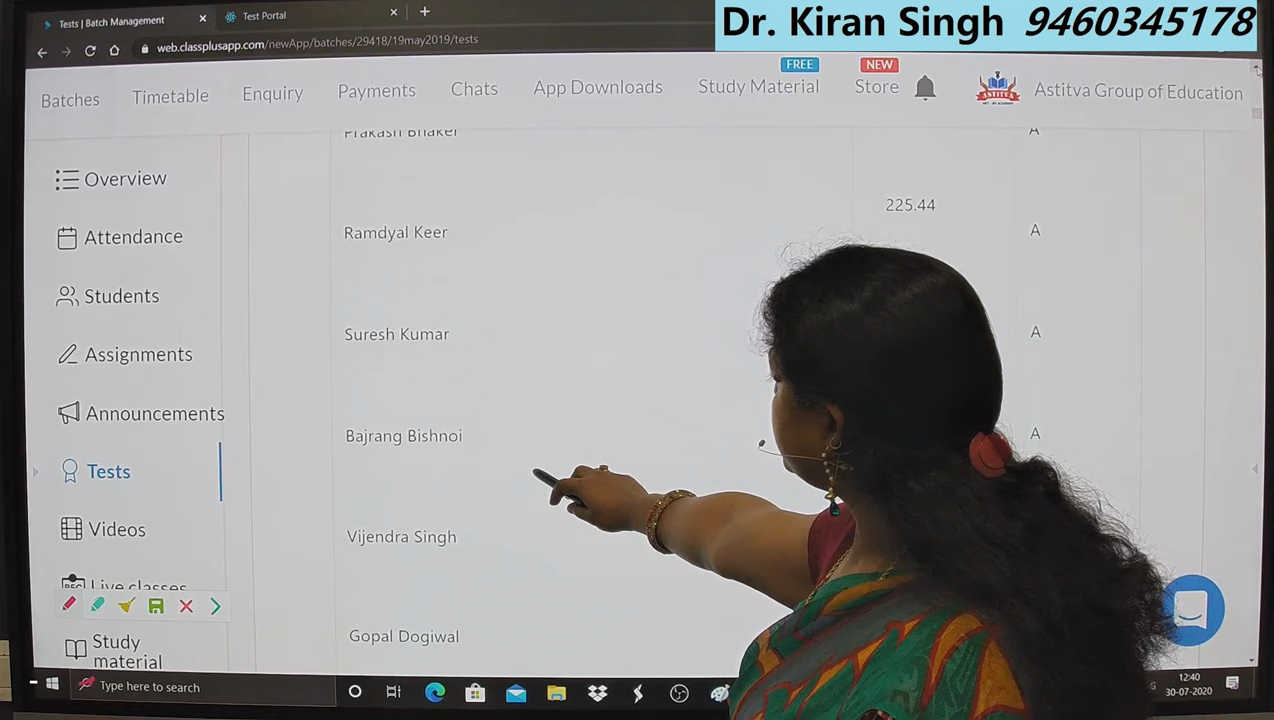 Dr. Kiran Singh 9460345178
Tests | Batch Management
Test Portal
web.classplusapp.com/newApp/batches/29418/19may2019/tests
Batches
Timetable
Enquiry
Payments
Chats
App Downloads
FREE
Study Material
NEW
Store
ASTITVA
Astitva Group of Education
Overview
Attendance
Students
Assignments
Announcements
Tests
Videos
Live classes
Study
material
Prakash Bhaker A
225.44
Ramdyal Keer A
Suresh Kumar A
Bajrang Bishnoi A
Vijendra Singh
Gopal Dogiwal
Type here to search
12:40
30-07-2020